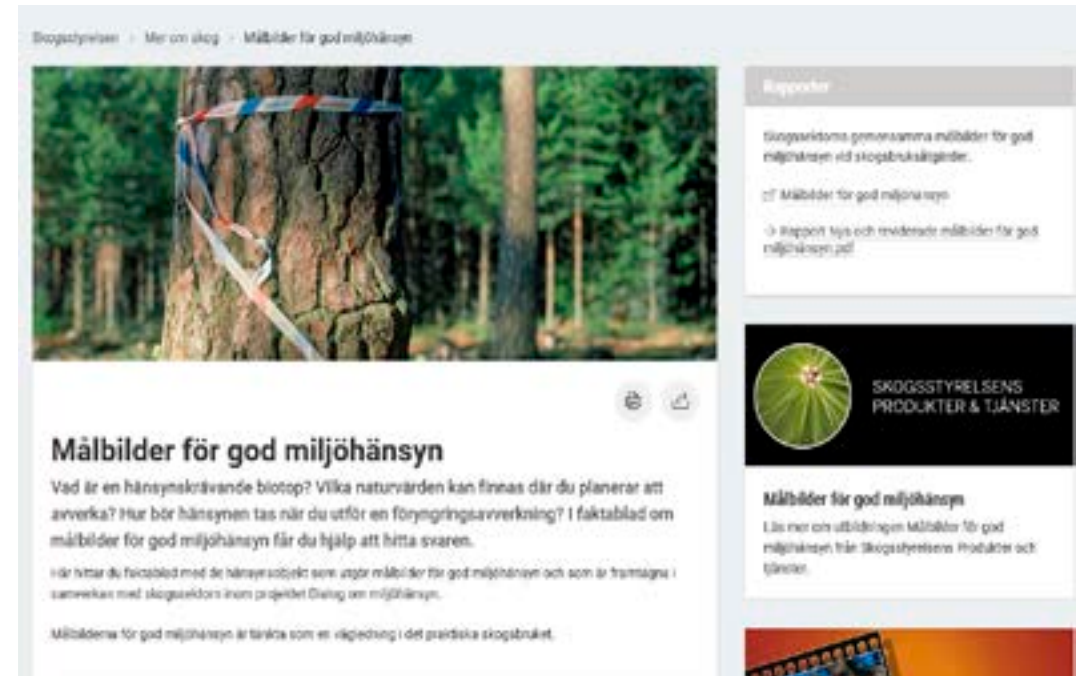 Skogsstyrelsen › Mer om skog › Målbilder för god miljöhänsyn
Målbilder för god miljöhänsyn
Vad är en hänsynskrävande biotop? Vilka naturvärden kan finnas där du planerar att
avverka? Hur bör hänsynen tas när du utför en föryngringsavverkning? I faktablad om
målbilder för god miljöhänsyn får du hjälp att hitta svaren.
Här hittar du faktablad med de hänsynsobjekt som utgör målbilder för god miljöhänsyn och som är framtagna i
samverkan med skogssektorn inom projektet Dialog om miljöhänsyn.
Målbilderna för god miljöhänsyn är tänkta som en vägledning i det praktiska skogsbruket.
Rapporter
Skogssektorns gemensamma målbilder för god
miljöhänsyn vid skogsbruksåtgärder.
Målbilder för god miljöhänsyn
Rapport Nya och reviderade målbilder för god
miljöhänsyn.pdf
SKOGSSTYRELSENS
PRODUKTER & TJÄNSTER
Målbilder för god miljöhänsyn
Läs mer om utbildningen Målbilder för god
miljöhänsyn från Skogsstyrelsens Produkter och
tjänster.